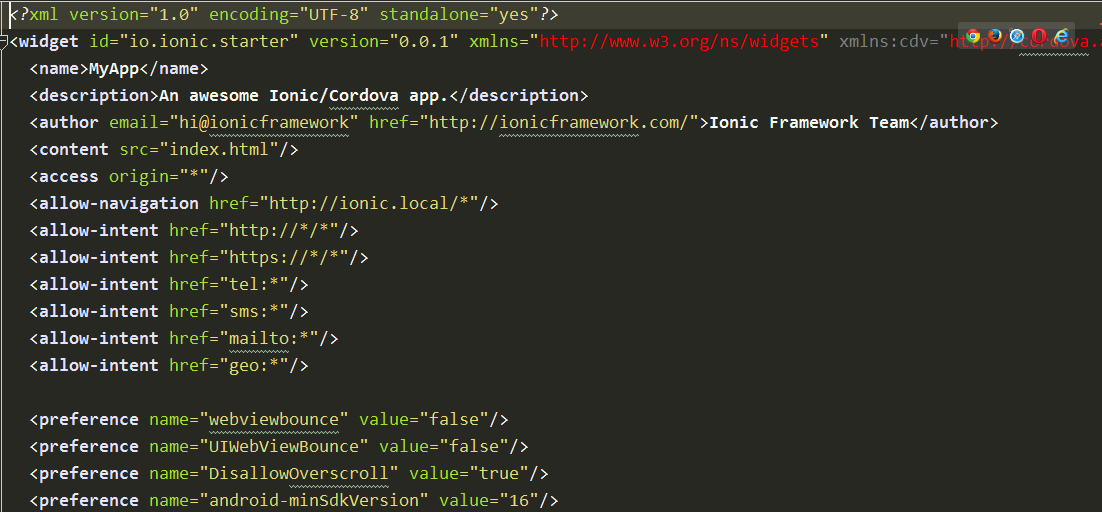 <?xml version="1.0" encoding="UTF-8" standalone="yes"?>
<widget id="io.ionic.starter" version="0.0.1" xmlns="http://www.w3.org/ns/widgets" xmlns:cdv="http://cordova.
<name>MyApp</name>
<description>An awesome Ionic/Cordova app.</description>
<author email="hi@ionicframework" href="http://ionicframework.com/">Ionic Framework Team</author>
<content src="index.html"/>
<access origin="*"/>
<allow-navigation href="http://ionic.local/*"/>
<allow-intent href="http://*/*"/>
<allow-intent href="https://*/*"/>
<allow-intent href="tel:*"/>
<allow-intent href="sms:*"/>
<allow-intent href="mailto:*"/>
<allow-intent href="geo:*"/>
<preference name="webviewbounce" value="false"/>
<preference name="UIWebViewBounce" value="false"/>
<preference name="DisallowOverscroll" value="true"/>
<preference name="android-minSdkVersion" value="16"/>